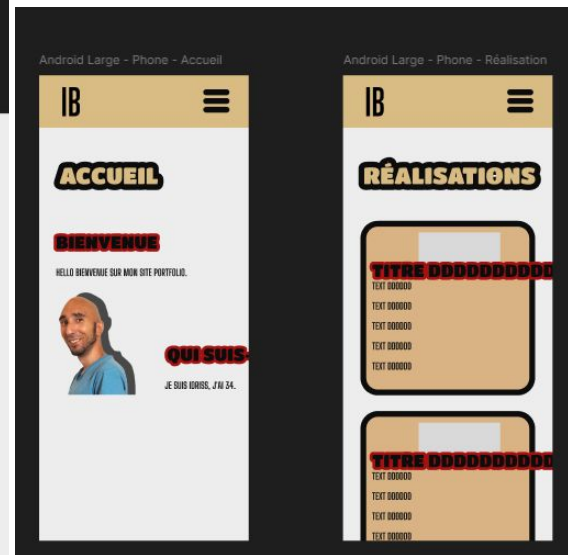 Android Large - Phone - Accueil
IB
ACCUEIL
BIENVENUE
HELLO BIENVENUE SUR MON SITE PORTFOLIO.
QUI SUIS-
JE SUIS IDRISS, J'AI 34.
Android Large - Phone - Réalisation
IB
RÉALISATIONS
TITRE DDDDDDDDDD
TEXT DDDDDD
TEXT DDDDDD
TEXT DDDDDD
TEXT DDDDDD
TEXT DDDDDD
TITRE DDDDDDDDDD
TEXT DDDDDD
TEXT DDDDDD
TEXT DDDDDD
TEXT DDDDDD